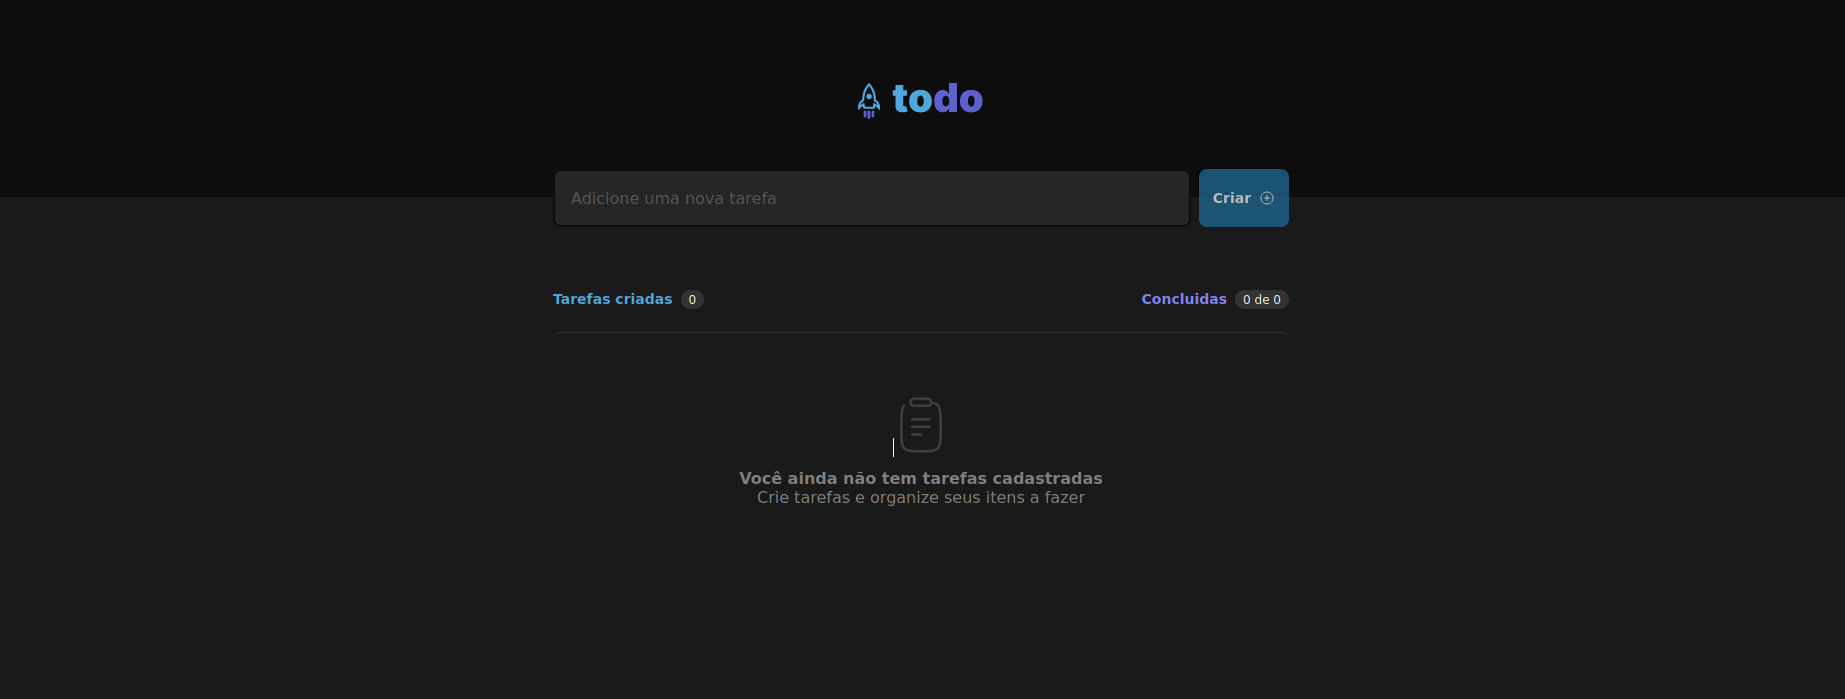 todo
Adicione uma nova tarefa
Criar
Tarefas criadas 0
Concluidas 0 de 0
Você ainda não tem tarefas cadastradas
Crie tarefas e organize seus itens a fazer